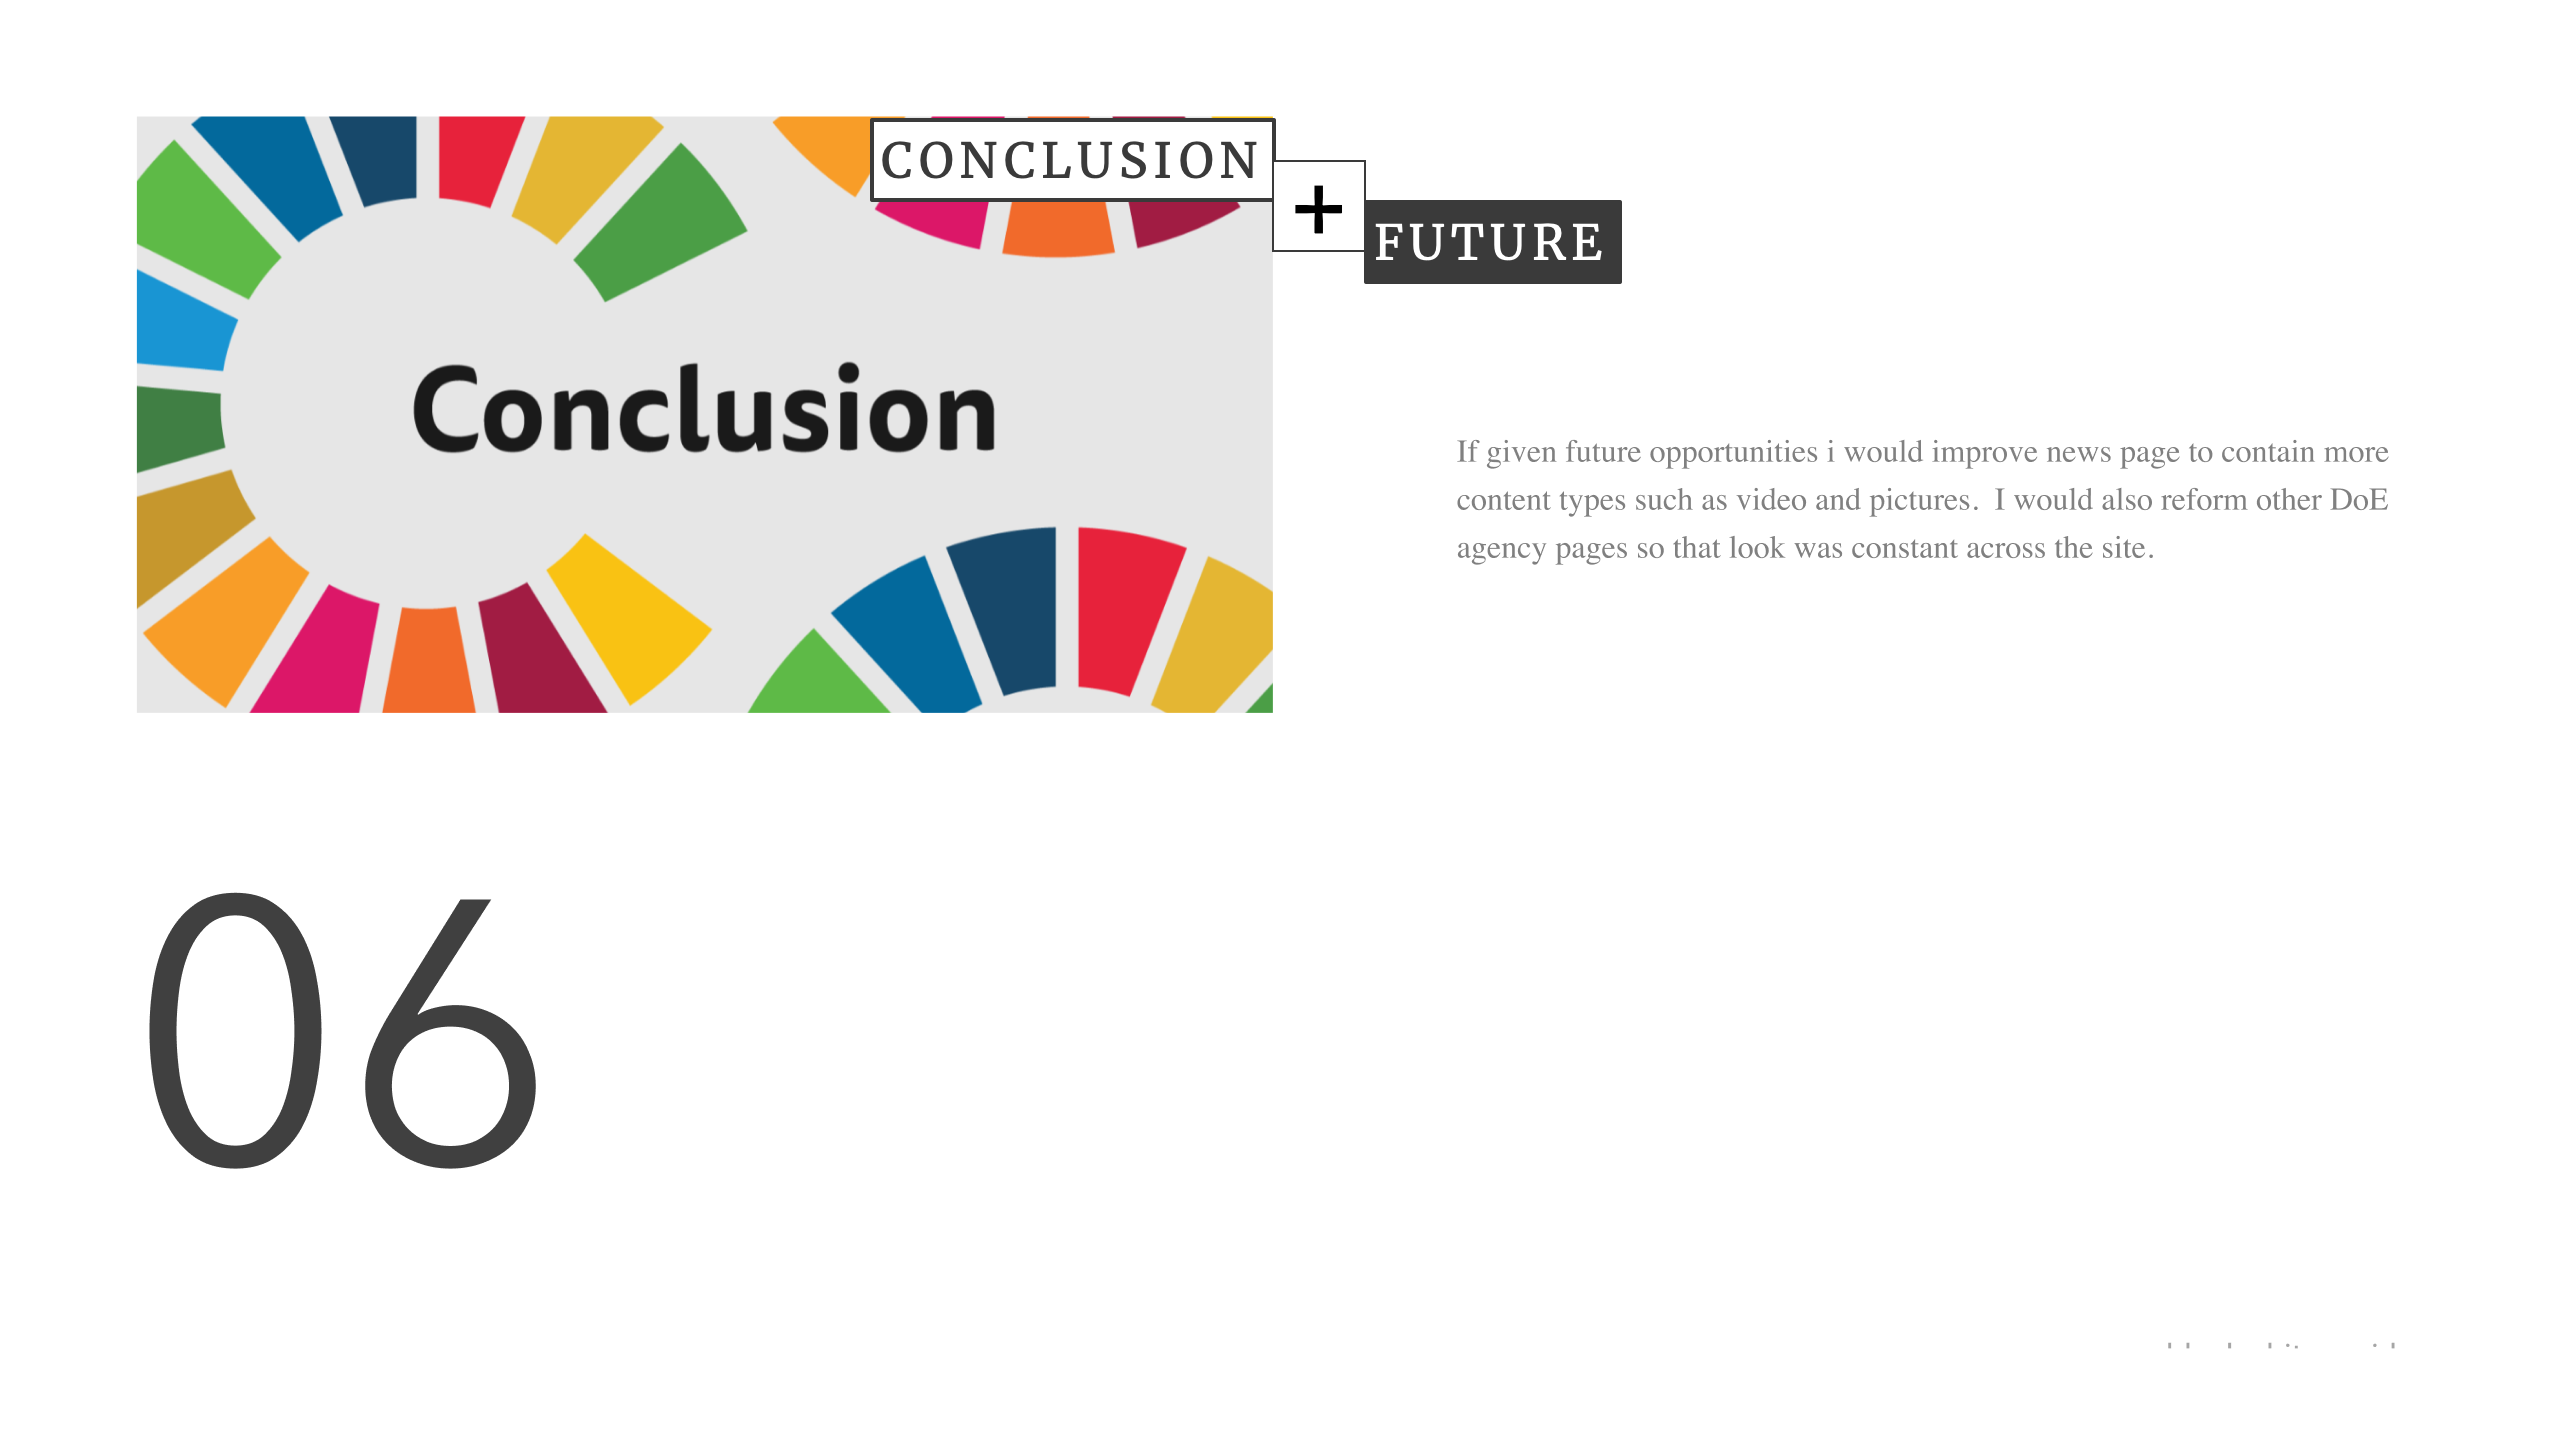 CONCLUSION
+
FUTURE
Conclusion
If given future opportunities i would improve news page to contain more
content types such as video and pictures.  I would also reform other DoE
agency pages so that look was constant across the site.
06